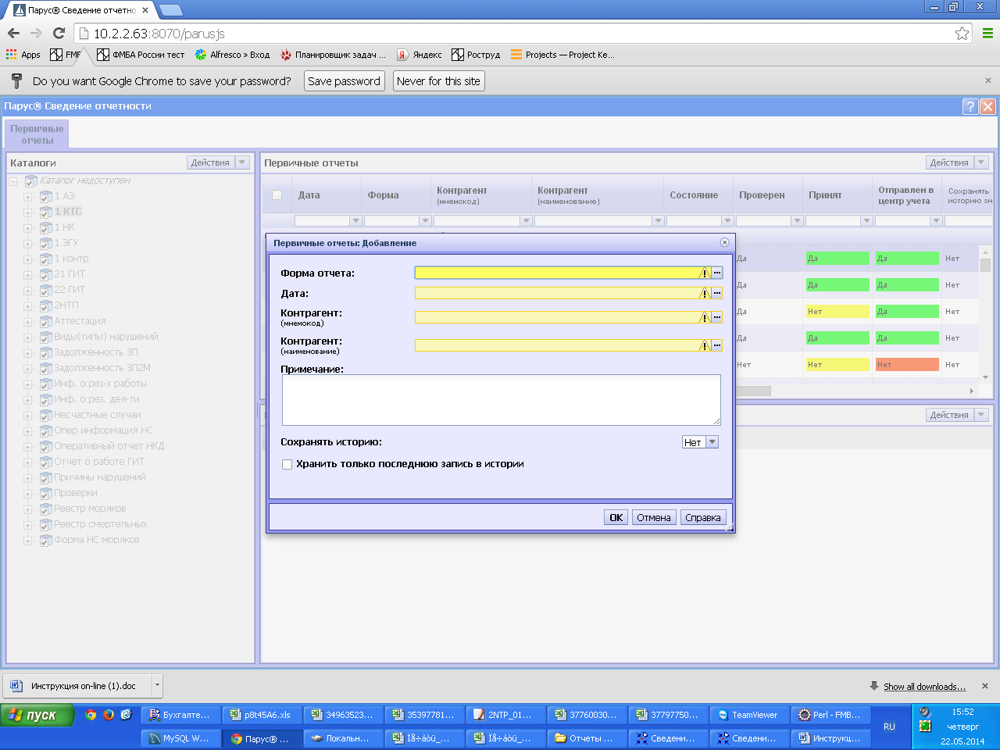 Парус® Сведение отчетно
10.2.2.63:8070/parusjs
Apps
FME
ФМБА России тест
Alfresco » Вход
Планировщик задач ...
Яндекс
Роструд
Projects — Project Ke...
Do you want Google Chrome to save your password?
Save password
Never for this site
Парус® Сведение отчетности
Первичные
отчеты
Каталоги
Действия
Каталог недоступен
1 АЭ
1 КТС
1 НК
1 ЭГУ
1 контр
21 ГИТ
22 ГИТ
2НТП
Аттестация
Виды(типы) нарушений
Задолженность ЗП
Задолженность ЗП2М
Инф. о рез-х работы
Инф. о рез. дея-ти
Несчастные случаи
Опер информация НС
Оперативный отчет НКД
Отчет о работе ГИТ
Причины нарушений
Проверки
Реестр моряков
Реестр смертельных
Форма НС моряков
Первичные отчеты
Действия
Дата
Форма
Контрагент
(мнемокод)
Контрагент
(наименование)
Состояние
Проверен
Принят
Отправлен в
центр учета
Сохранять
историю зн
Да Да Да Нет
Да Да Да Нет
Да Нет Да Нет
Да Да Да Нет
Нет Нет Нет Нет
Действия
Первичные отчеты: Добавление
Форма отчета:
Дата:
Контрагент:
(мнемокод)
Контрагент:
(наименование)
Примечание:
Сохранять историю:
Нет
Хранить только последнюю запись в истории
OK
Отмена
Справка
Инструкция on-line (1).doc
Show all downloads...
пуск
Бухгалте...
p8t45A6.xls
34963523...
35397781...
2NTP_01...
37760030...
37797750...
TeamViewer
Perl - FMB...
MySQL W...
Парус® ...
Локальн...
Ïå÷àòü_...
Ïå÷àòü_...
Отчеты ...
Сведени...
Сведени...
Инструкц...
RU
15:52
четверг
22.05.2014